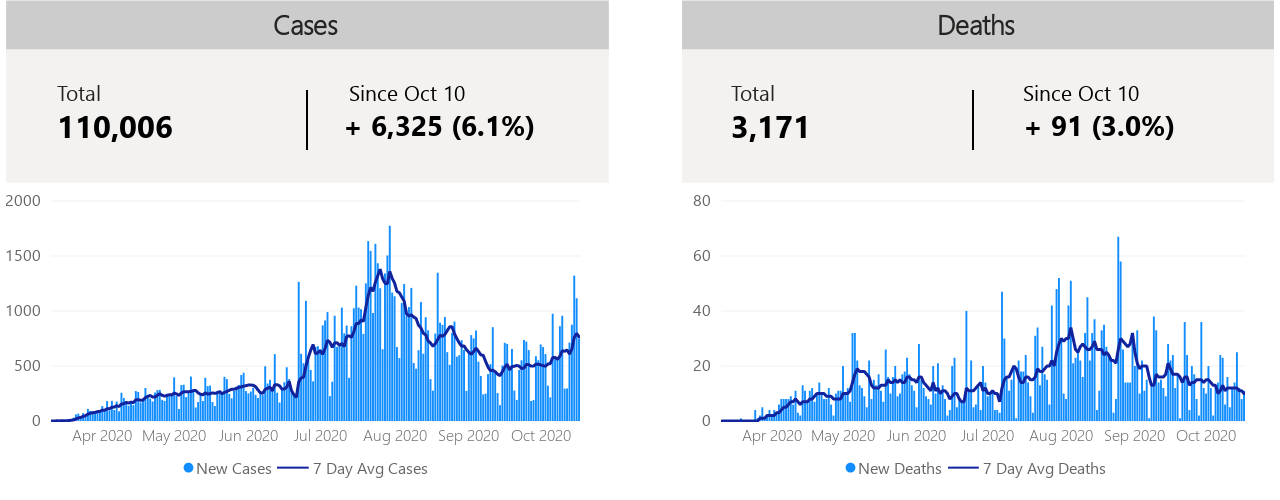 Cases
Total
110,006
Since Oct 10
+ 6,325 (6.1%)
2000
1500
1000
500
0
Apr 2020 May 2020 Jun 2020 Jul 2020 Aug 2020 Sep 2020 Oct 2020
New Cases 7 Day Avg Cases
Deaths
Total
3,171
Since Oct 10
+ 91 (3.0%)
80
60
40
20
0
Apr 2020 May 2020 Jun 2020 Jul 2020 Aug 2020 Sep 2020 Oct 2020
New Deaths 7 Day Avg Deaths